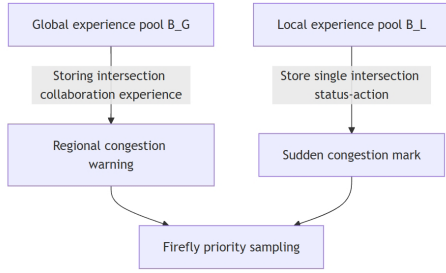 Global experience pool B_G
Local experience pool B_L
Storing intersection
collaboration experience
Store single intersection
status-action
Regional congestion
warning
Sudden congestion mark
Firefly priority sampling